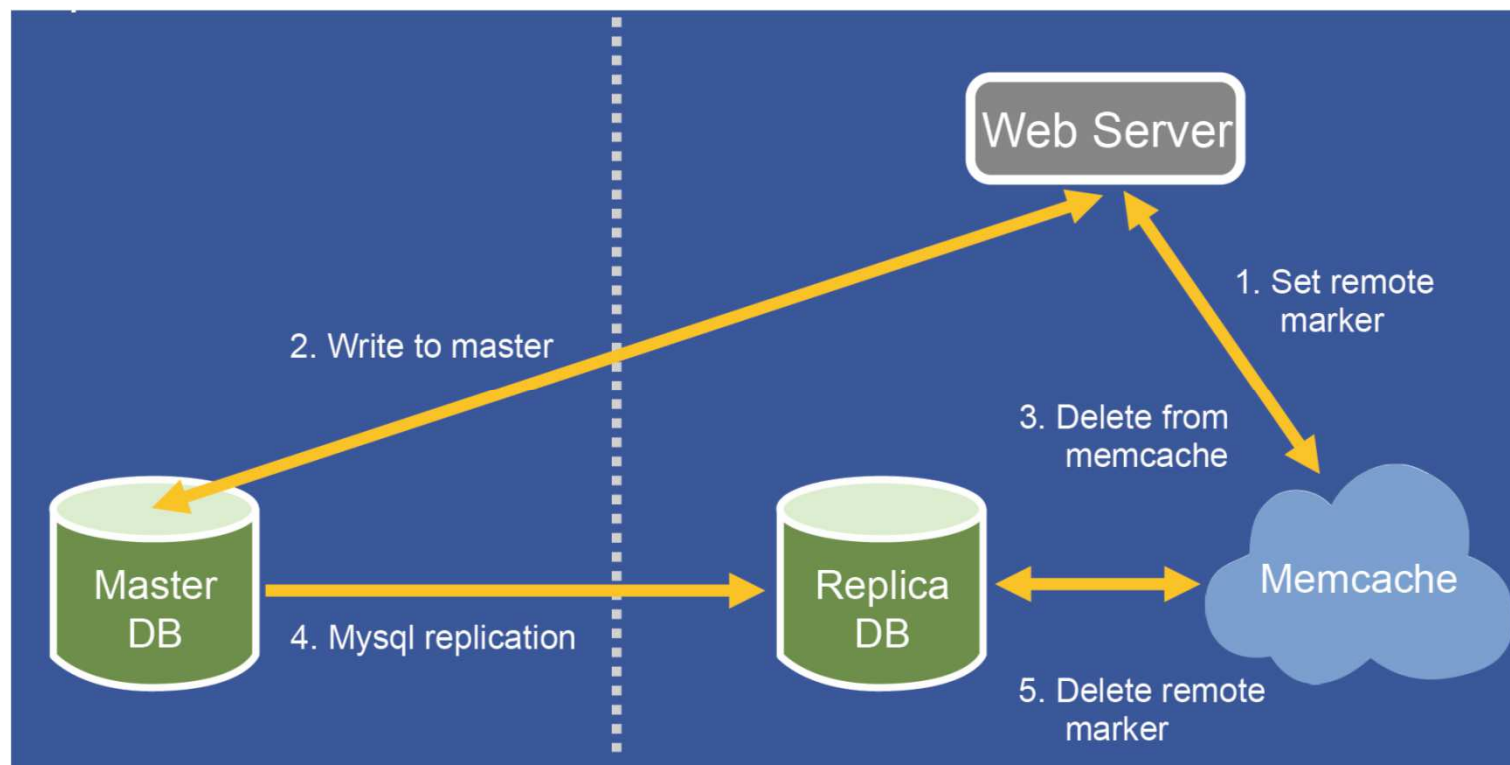 Web Server
1. Set remote
marker
2. Write to master
3. Delete from
memcache
Master
DB
4. Mysql replication
Replica
DB
Memcache
5. Delete remote
marker